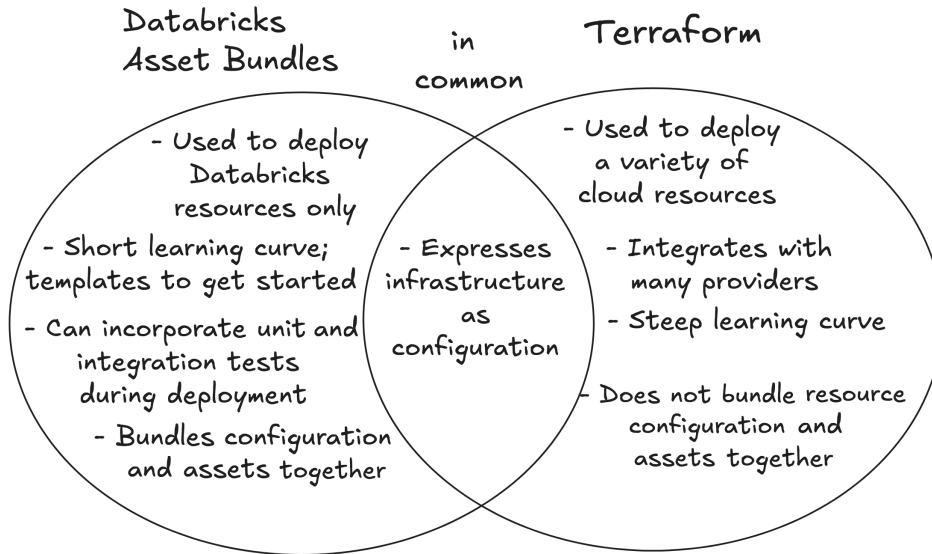 Databricks
Asset Bundles
in
common
Terraform
- Used to deploy
Databricks
resources only
- Short learning curve;
templates to get started
- Can incorporate unit and
integration tests
during deployment
- Bundles configuration
and assets together
- Expresses
infrastructure
as
configuration
- Used to deploy
a variety of
cloud resources
- Integrates with
many providers
- Steep learning curve
- Does not bundle resource
configuration and
assets together